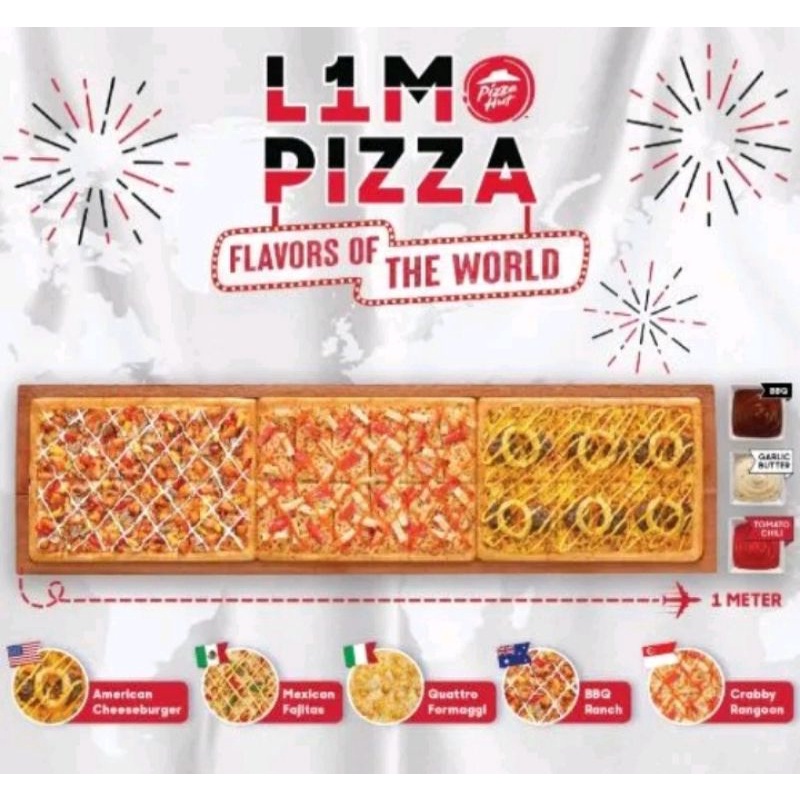 L1MO
Pizza Hut
PIZZA
FLAVORS OF THE WORLD
BBQ
GARLIC
BUTTER
TOMATO
CHILI
1 METER
American
Cheeseburger
Mexican
Fajitas
Quattro
Formaggi
BBQ
Ranch
Crabby
Rangoon